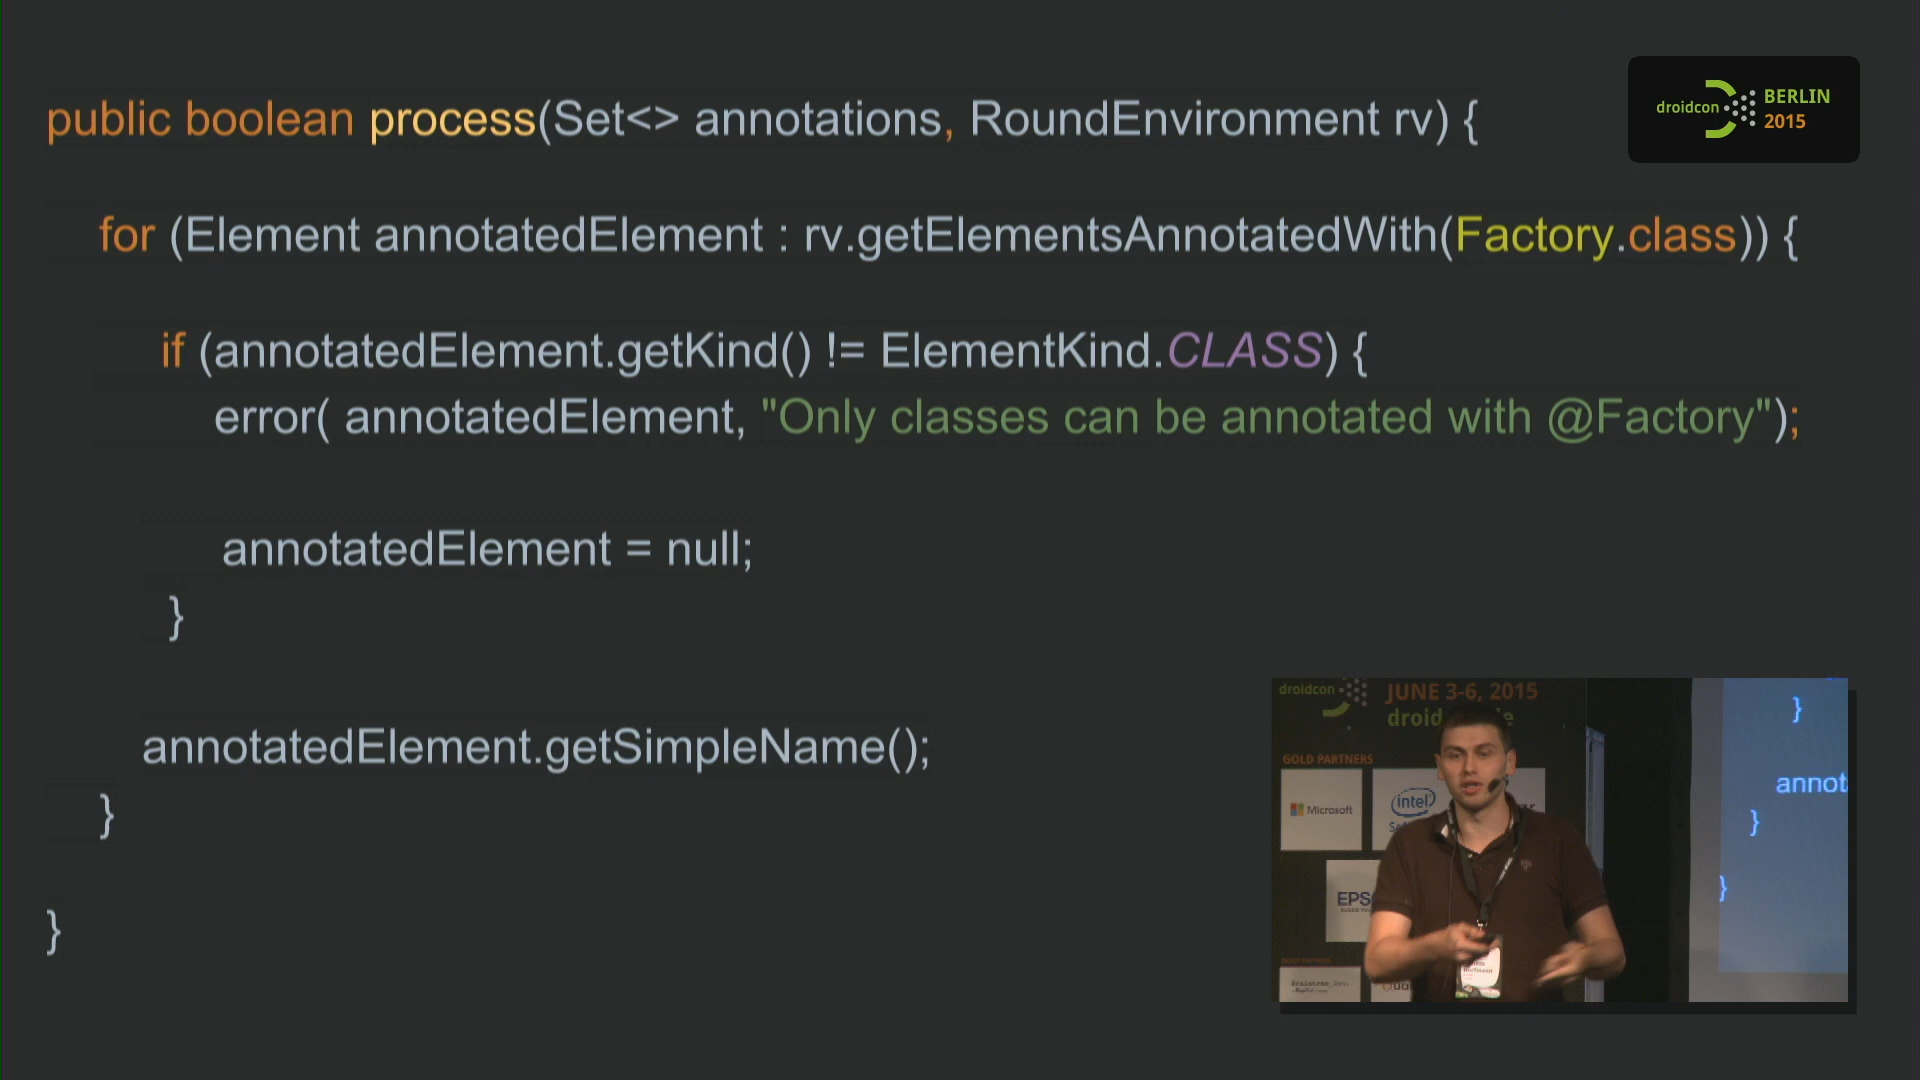 public boolean process(Set<> annotations, RoundEnvironment rv) {
for (Element annotatedElement : rv.getElementsAnnotatedWith(Factory.class)) {
if (annotatedElement.getKind() != ElementKind.CLASS) {
error( annotatedElement, "Only classes can be annotated with @Factory");
annotatedElement = null;
}
annotatedElement.getSimpleName();
}
}
droidcon
BERLIN
2015
droidcon
JUNE 3-6, 2015
GOLD PARTNERS
Microsoft
intel
}
annot
}
}